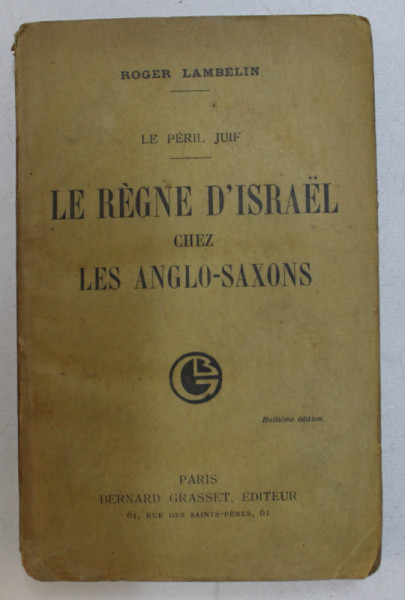 ROGER LAMBELIN
LE PÉRIL JUIF
LE RÈGNE D'ISRAËL
CHEZ
LES ANGLO-SAXONS
BG
Huitième édition.
PARIS
BERNARD GRASSET, ÉDITEUR
61, RUE DES SAINTS-PÈRES, 61